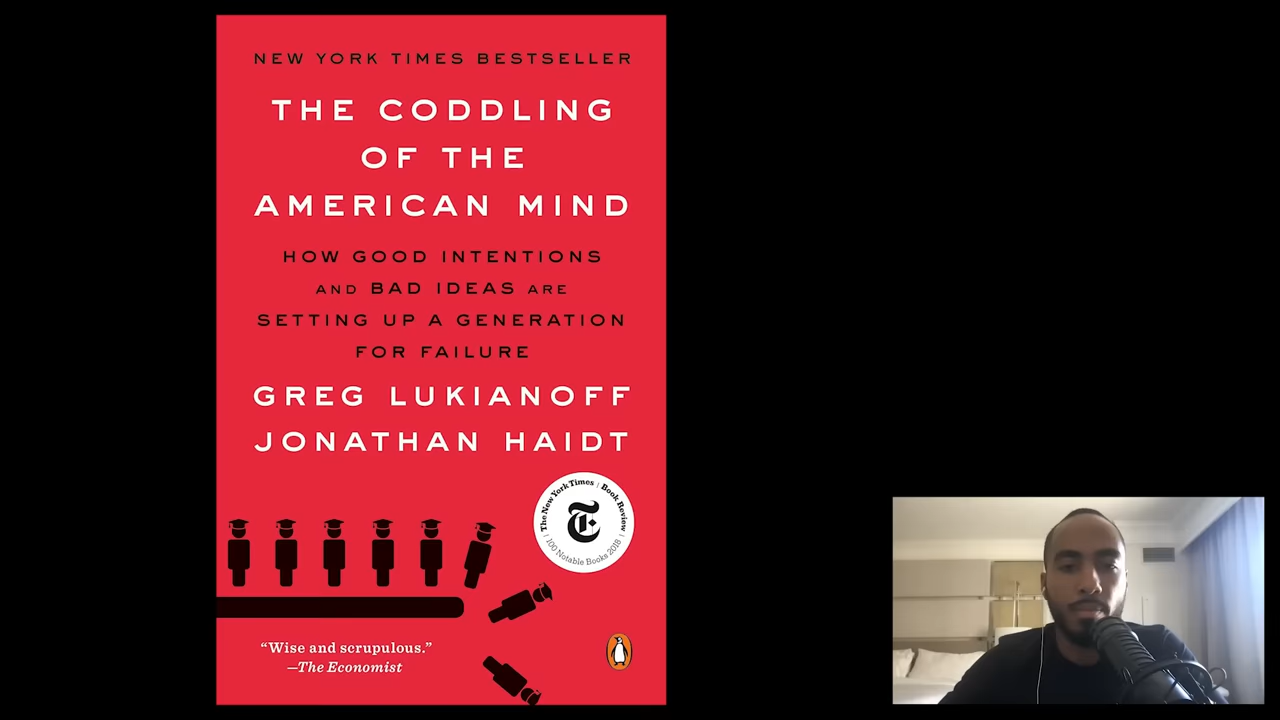 NEW YORK TIMES BESTSELLER
THE CODDLING
OF THE
AMERICAN MIND
HOW GOOD INTENTIONS
AND BAD IDEAS ARE
SETTING UP A GENERATION
FOR FAILURE
GREG LUKIANOFF
JONATHAN HAIDT
The New York Times | Book Review |
T
100 Notable Books 2018
“Wise and scrupulous.”
—The Economist